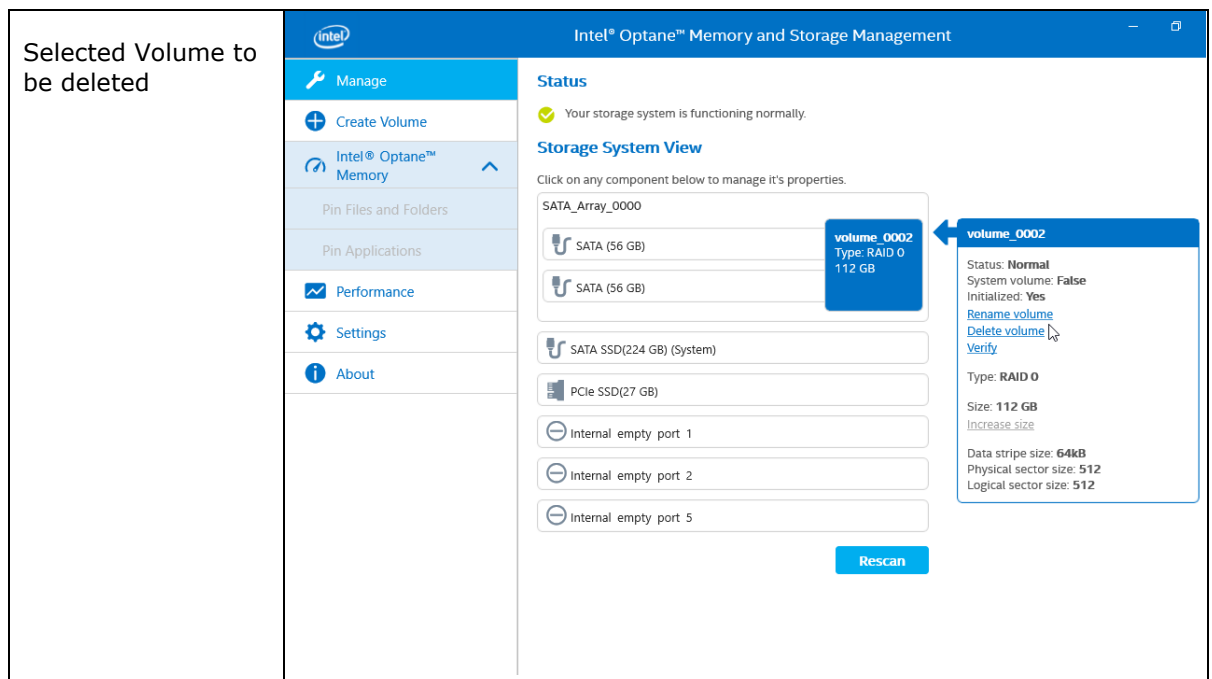 Selected Volume to
be deleted
intel
Intel® Optane™ Memory and Storage Management
Manage
Create Volume
Intel® Optane™
Memory
Pin Files and Folders
Pin Applications
Performance
Settings
About
Status
Your storage system is functioning normally.
Storage System View
Click on any component below to manage it's properties.
SATA_Array_0000
SATA (56 GB)
SATA (56 GB)
volume_0002
Type: RAID 0
112 GB
SATA SSD(224 GB) (System)
PCIe SSD(27 GB)
Internal empty port 1
Internal empty port 2
Internal empty port 5
Rescan
volume_0002
Status: Normal
System volume: False
Initialized: Yes
Rename volume
Delete volume
Verify
Type: RAID 0
Size: 112 GB
Increase size
Data stripe size: 64kB
Physical sector size: 512
Logical sector size: 512